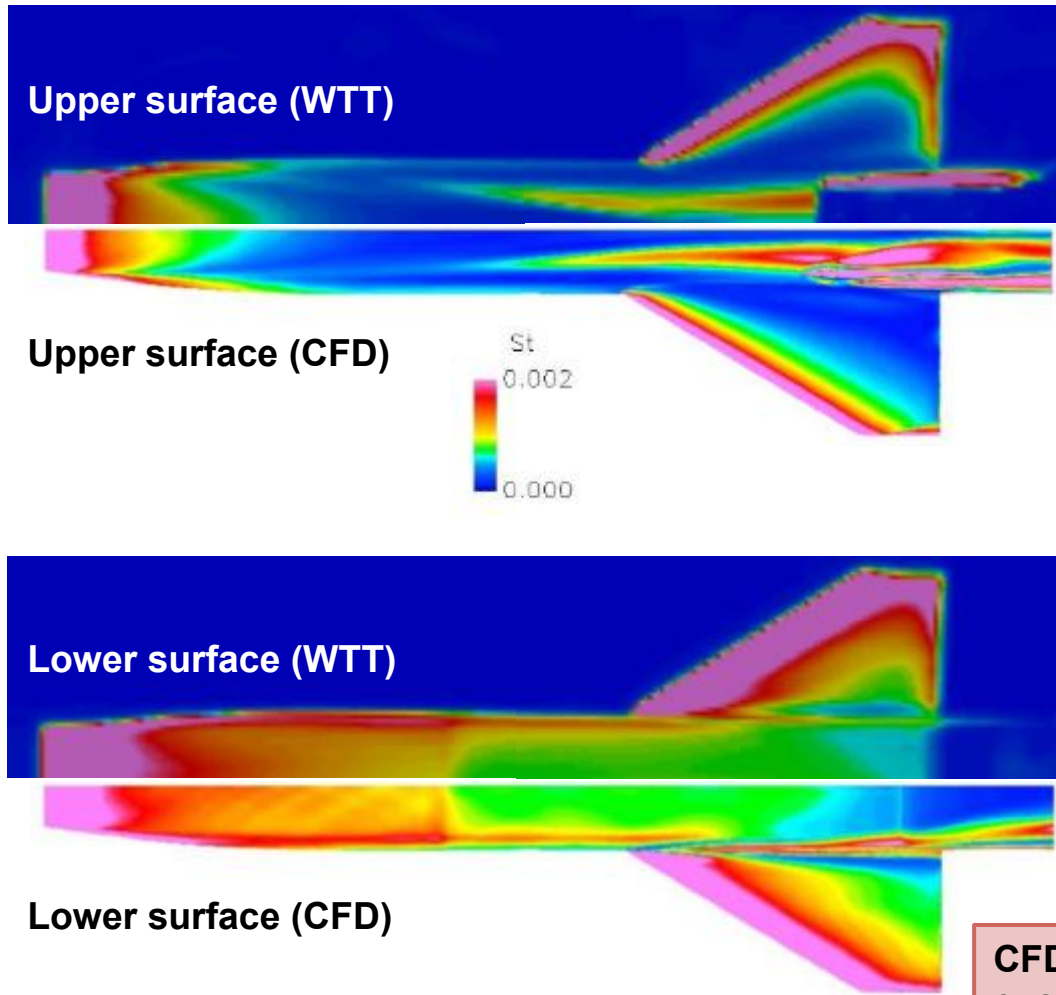 Upper surface (WTT)
Upper surface (CFD)
St
0.002
0.000
Lower surface (WTT)
Lower surface (CFD)
CFD